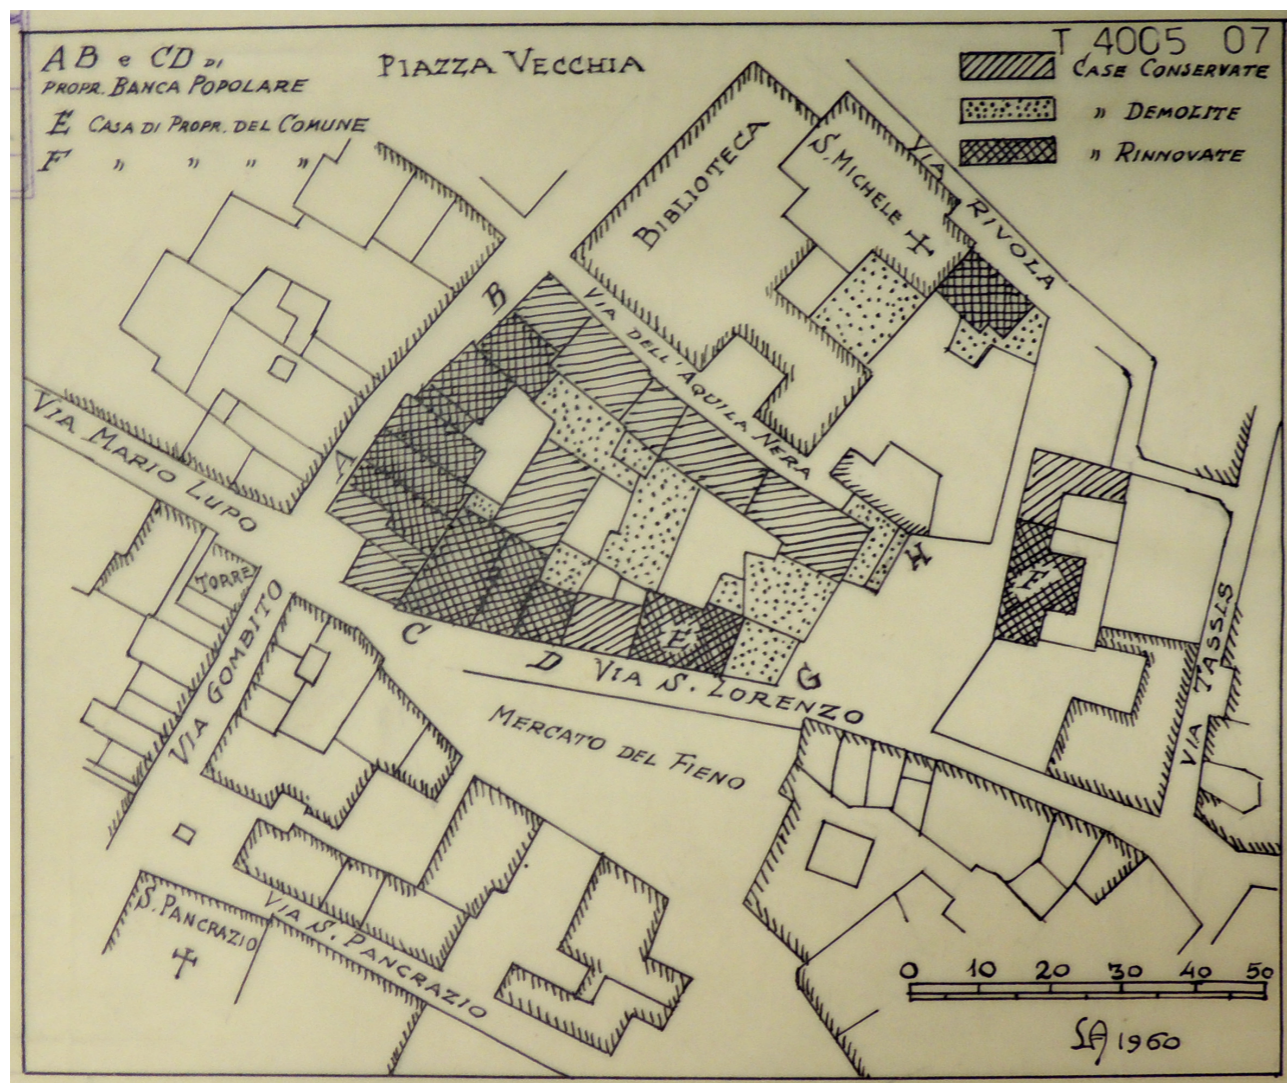 T 4005 07
AB e CD DI
PROPR. BANCA POPOLARE
E CASA DI PROPR. DEL COMUNE
F " " " "
PIAZZA VECCHIA
CASE CONSERVATE
" DEMOLITE
" RINNOVATE
BIBLIOTECA
S. MICHELE
VIA RIVOLA
B
VIA DELL'AQUILA NERA
VIA MARIO LUPO
A
TORRE
H
F
VIA GOMBITO
C
D
E
G
VIA S. LORENZO
VIA TASSIS
MERCATO DEL FIENO
S. PANCRAZIO
VIA S. PANCRAZIO
0 10 20 30 40 50
1960